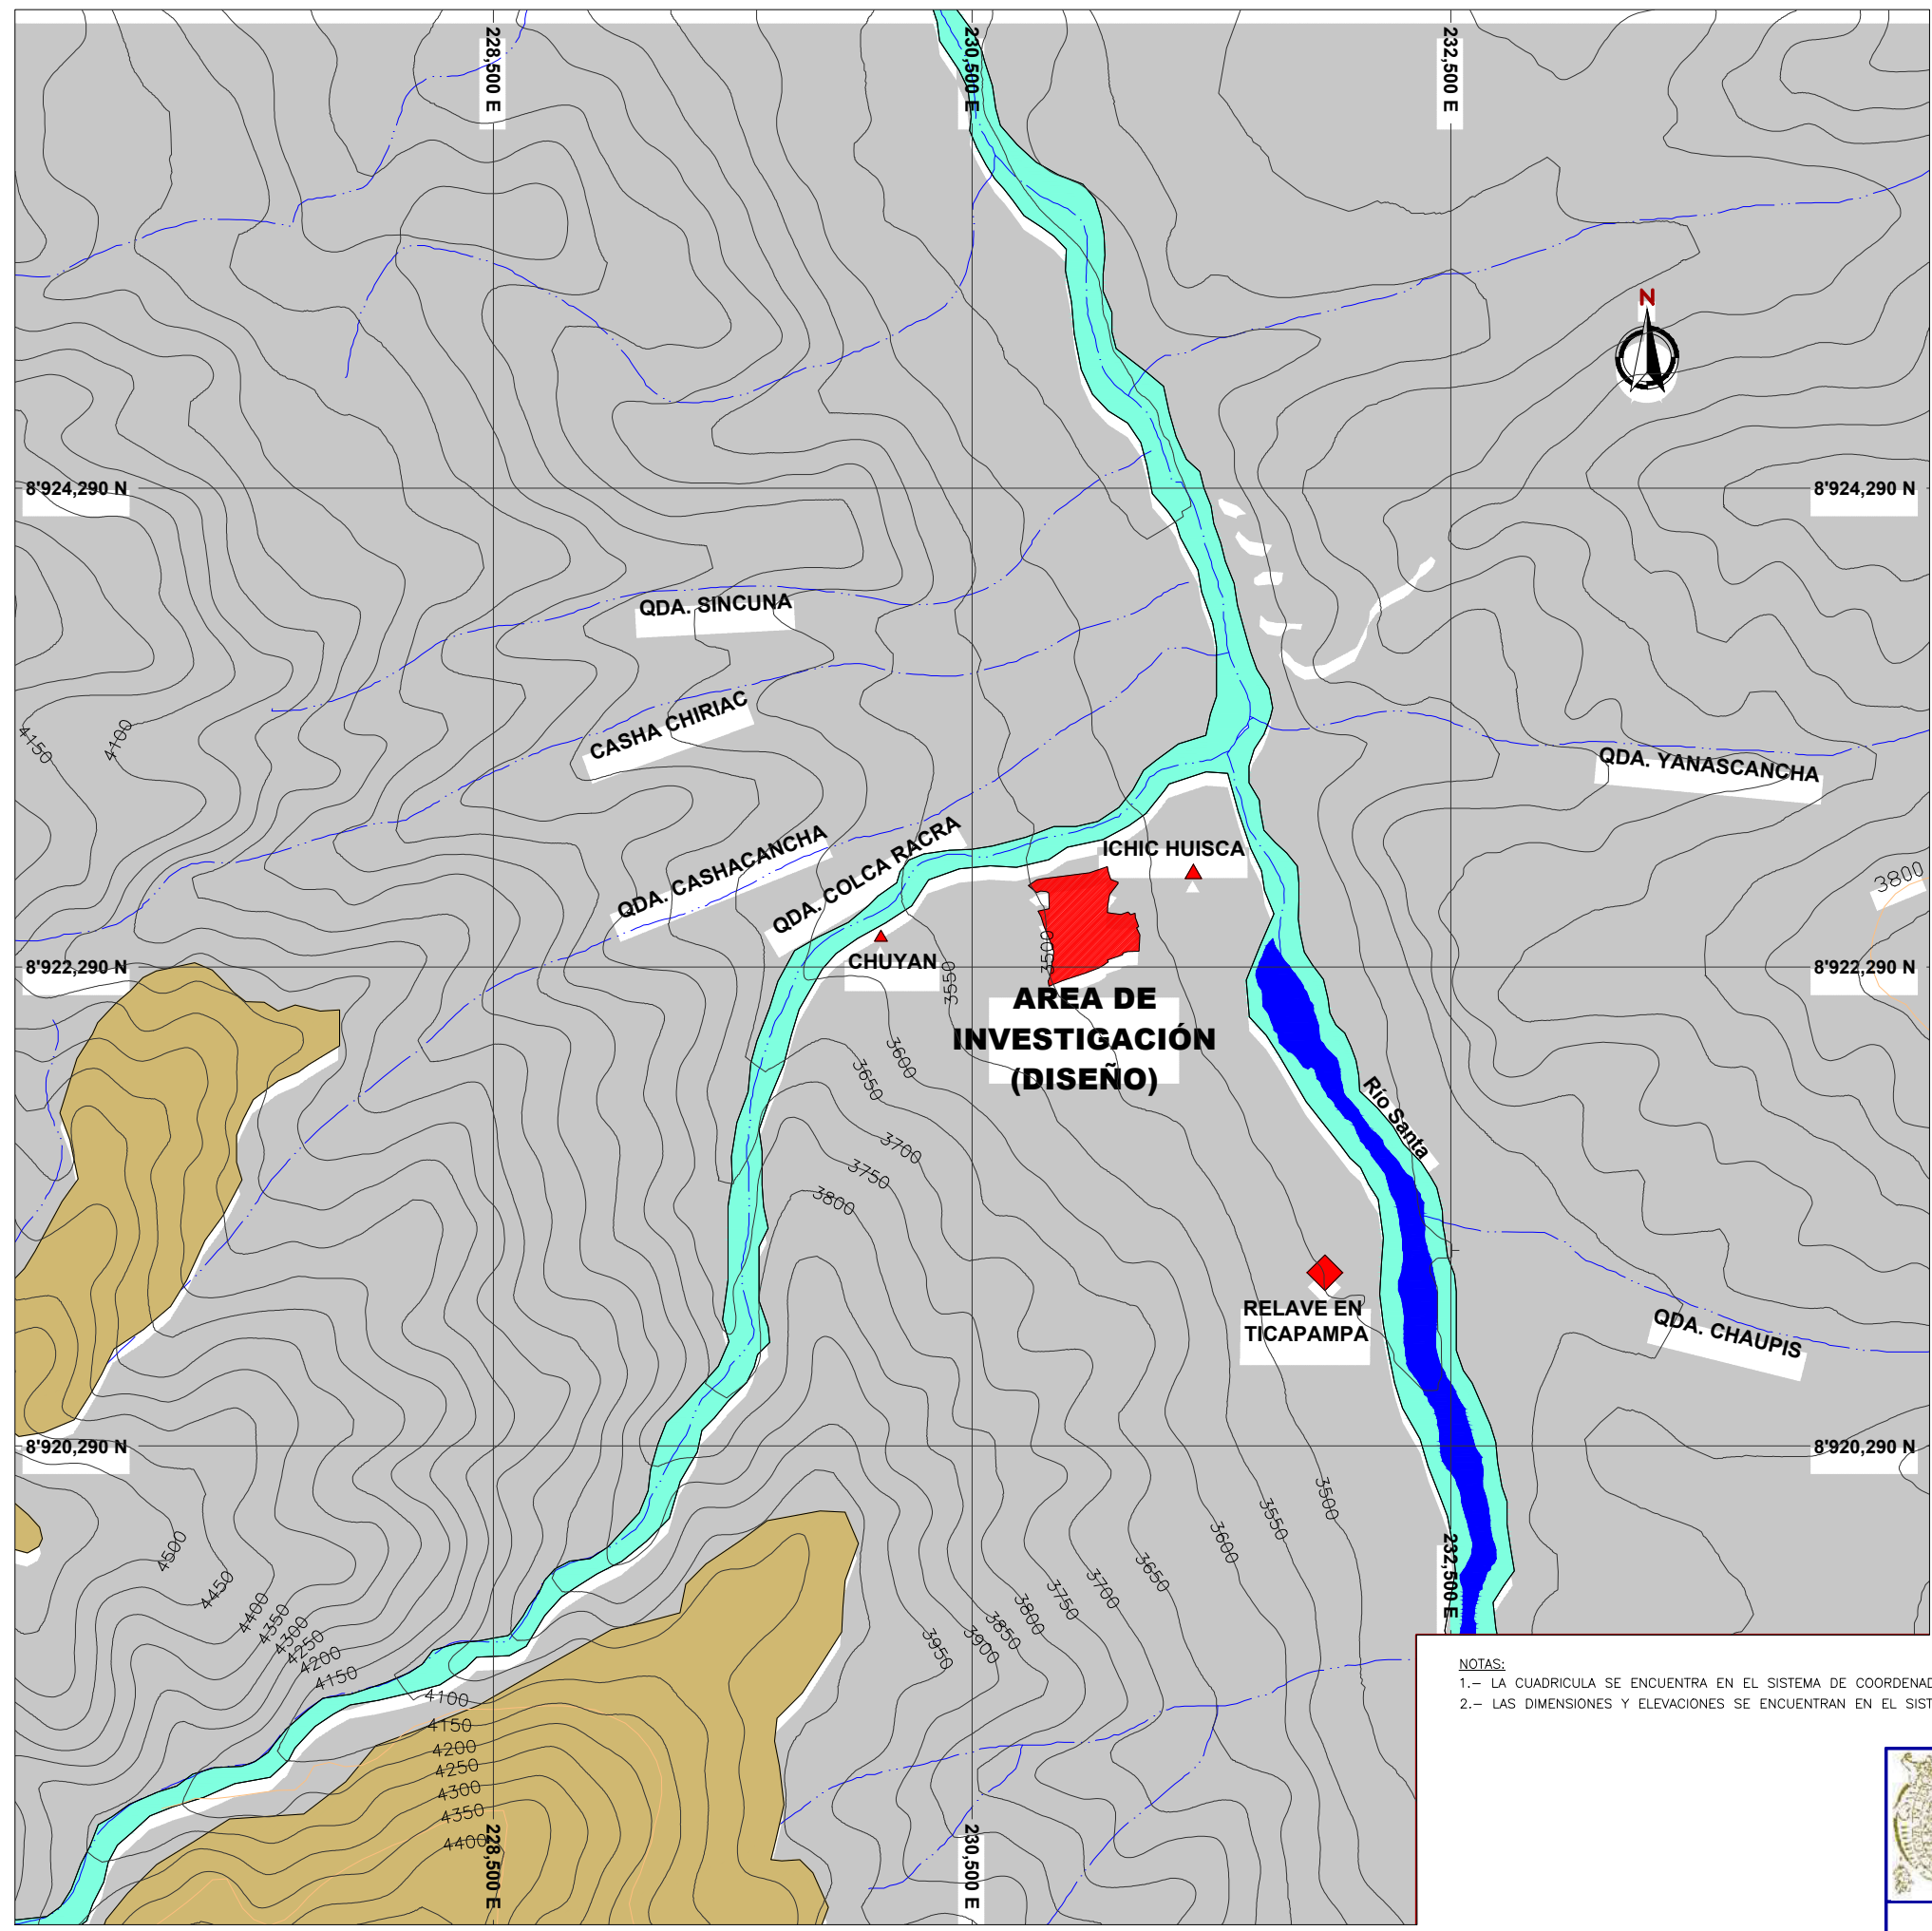 228,500 E
230,500 E
232,500 E
N
8'924,290 N
8'924,290 N
QDA. SINCUNA
CASHA CHIRIAC
4150
4100
QDA. YANASCANCHA
QDA. CASHACANCHA
QDA. COLCA RACRA
ICHIC HUISCA
3800
CHUYAN
3500
3550
8'922,290 N
8'922,290 N
AREA DE
INVESTIGACIÓN
(DISEÑO)
3600
3650
Río Santa
3700
3750
3800
RELAVE EN
TICAPAMPA
QDA. CHAUPIS
8'920,290 N
8'920,290 N
4500
4450
4400
4350
4300
4250
4200
4150
3500
3550
3600
3650
3700
3750
3800
3850
3900
3950
232,500 E
4100
4150
4200
4250
4300
4350
4400
228,500 E
230,500 E
NOTAS:
1.- LA CUADRICULA SE ENCUENTRA EN EL SISTEMA DE
2.- LAS DIMENSIONES Y ELEVACIONES SE ENCUENTRAN EN EL